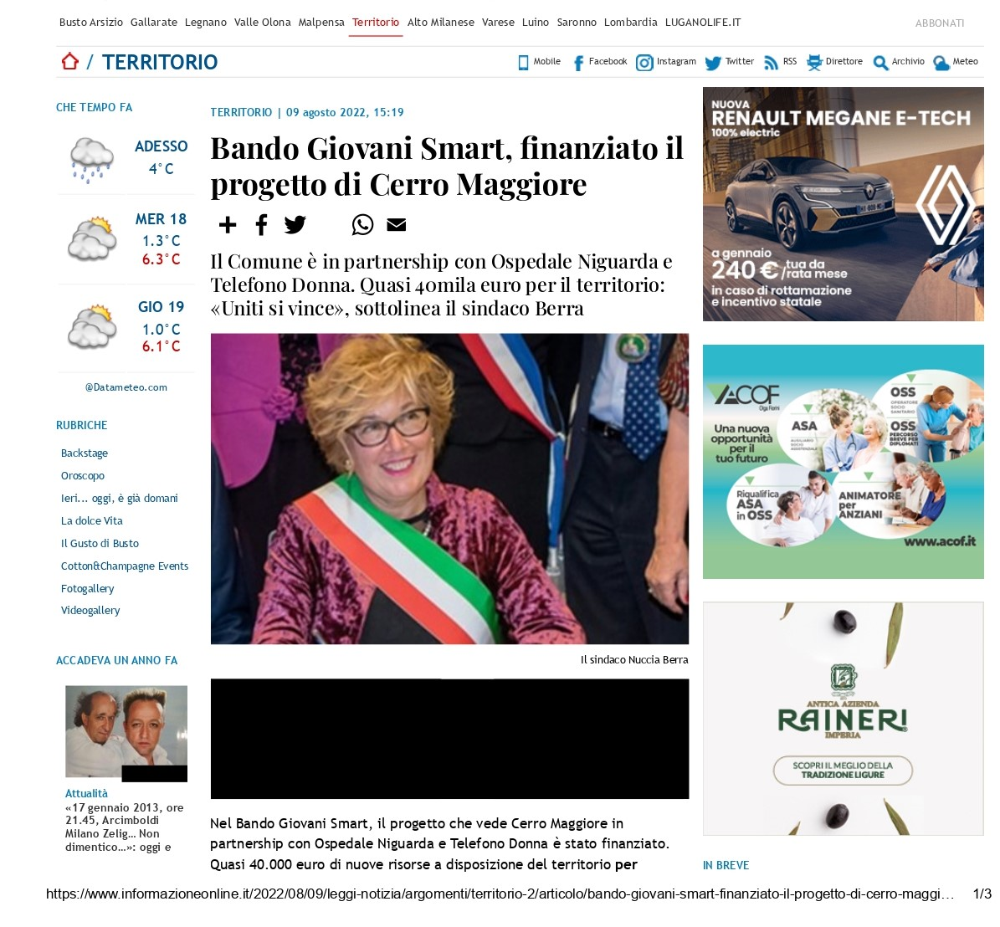 Busto Arsizio Gallarate Legnano Valle Olona Malpensa Territorio Alto Milanese Varese Luino Saronno Lombardia LUGANOLIFE.IT
ABBONATI
/ TERRITORIO
Mobile Facebook Instagram Twitter RSS Direttore Archivio Meteo
CHE TEMPO FA
ADESSO
4°C
MER 18
1.3°C
6.3°C
GIO 19
1.0°C
6.1°C
@Datameteo.com
RUBRICHE
Backstage
Oroscopo
Ieri... oggi, è già domani
La dolce Vita
Il Gusto di Busto
Cotton&Champagne Events
Fotogallery
Videogallery
ACCADEVA UN ANNO FA
Attualità
«17 gennaio 2013, ore
21.45, Arcimboldi
Milano Zelig… Non
dimentico…»: oggi e
TERRITORIO | 09 agosto 2022, 15:19
Bando Giovani Smart, finanziato il
progetto di Cerro Maggiore
Il Comune è in partnership con Ospedale Niguarda e
Telefono Donna. Quasi 40mila euro per il territorio:
«Uniti si vince», sottolinea il sindaco Berra
Il sindaco Nuccia Berra
Nel Bando Giovani Smart, il progetto che vede Cerro Maggiore in
partnership con Ospedale Niguarda e Telefono Donna è stato finanziato.
Quasi 40.000 euro di nuove risorse a disposizione del territorio per
NUOVA
RENAULT MEGANE E-TECH
100% electric
a gennaio
240 € /tua da
rata mese
in caso di rottamazione
e incentivo statale
ACOF
Olga Fiorini
Una nuova
opportunità
per il
tuo futuro
ASA
AUSILIARIO
SOCIO
ASSISTENZIALE
OSS
OPERATORE
SOCIO
SANITARIO
OSS
PERCORSO
BREVE PER
DIPLOMATI
Riqualifica
ASA
in OSS
ANIMATORE
per
ANZIANI
www.acof.it
ANTICA AZIENDA
RAINERI
IMPERIA
SCOPRI IL MEGLIO DELLA
TRADIZIONE LIGURE
IN BREVE
https://www.informazioneonline.it/2022/08/09/leggi-notizia/argomenti/territorio-2/articolo/bando-giovani-smart-finanziato-il-progetto-di-cerro-maggi… 1/3